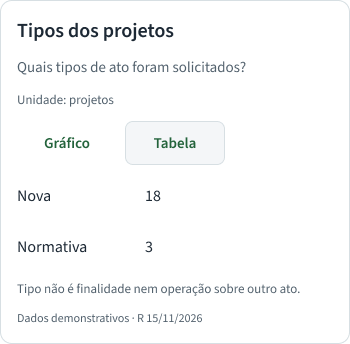 Tipos dos projetos
Quais tipos de ato foram solicitados?
Unidade: projetos
Gráfico Tabela
Nova 18
Normativa 3
Tipo não é finalidade nem operação sobre outro ato.
Dados demonstrativos · R 15/11/2026